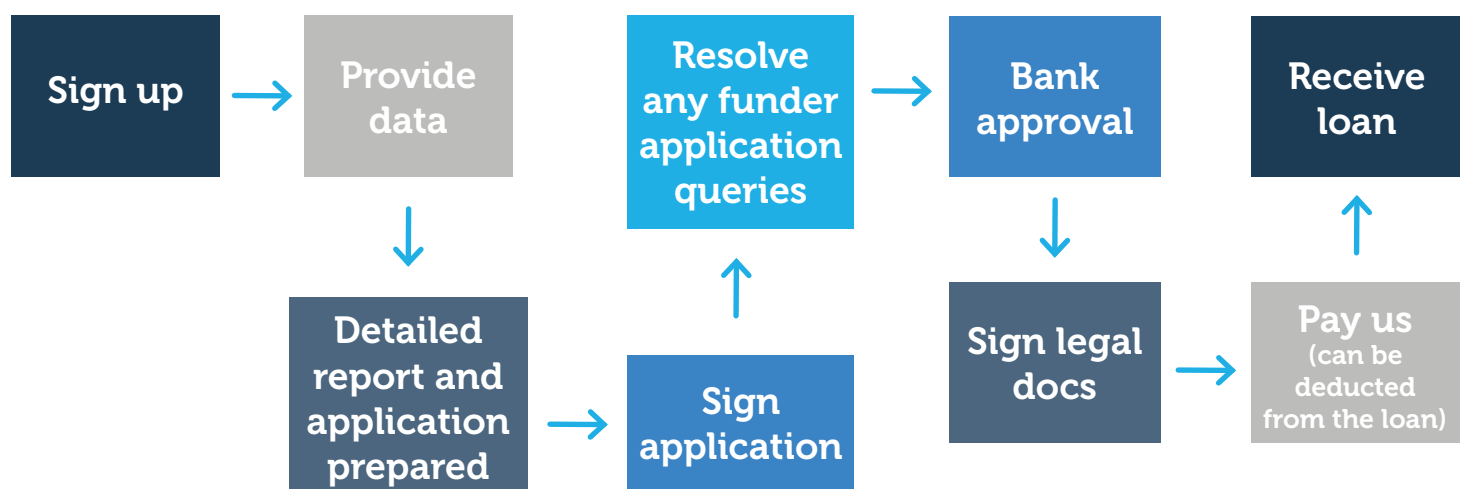 Sign up
Provide
data
Detailed
report and
application
prepared
Sign
application
Resolve
any funder
application
queries
Bank
approval
Sign legal
docs
Pay us
(can be
deducted
from the loan)
Receive
loan